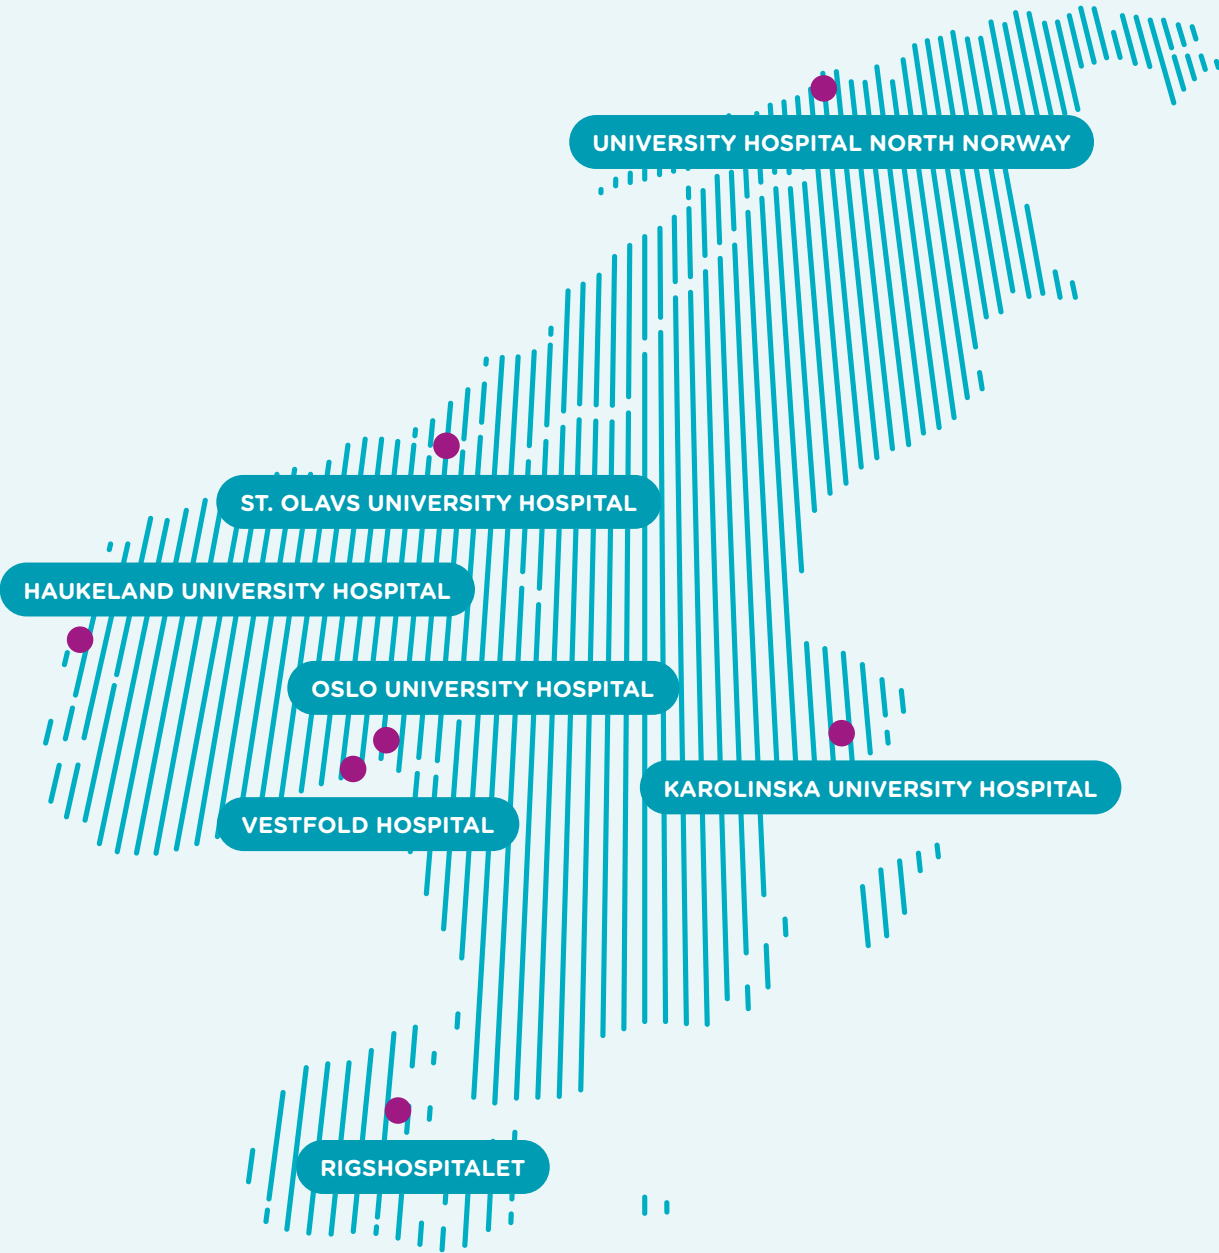 UNIVERSITY HOSPITAL NORTH NORWAY
ST. OLAVS UNIVERSITY HOSPITAL
HAUKELAND UNIVERSITY HOSPITAL
OSLO UNIVERSITY HOSPITAL
KAROLINSKA UNIVERSITY HOSPITAL
VESTFOLD HOSPITAL
RIGSHOSPITALET